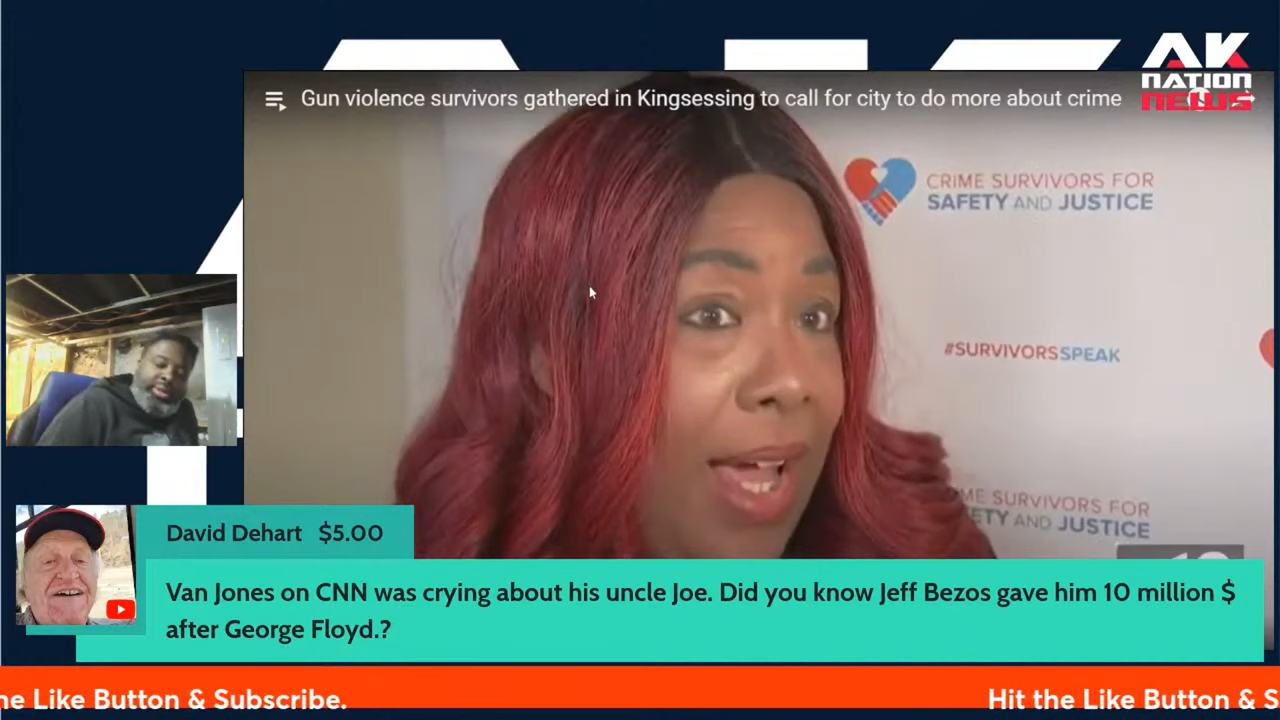 AK
NATION
NEWS
Gun violence survivors gathered in Kingsessing to call for city to do more about crime
CRIME SURVIVORS FOR
SAFETY AND JUSTICE
#SURVIVORSSPEAK
ME SURVIVORS FOR
ETY AND JUSTICE
David Dehart $5.00
Van Jones on CNN was crying about his uncle Joe. Did you know Jeff Bezos gave him 10 million $
after George Floyd.?
he Like Button & Subscribe.
Hit the Like Button & S